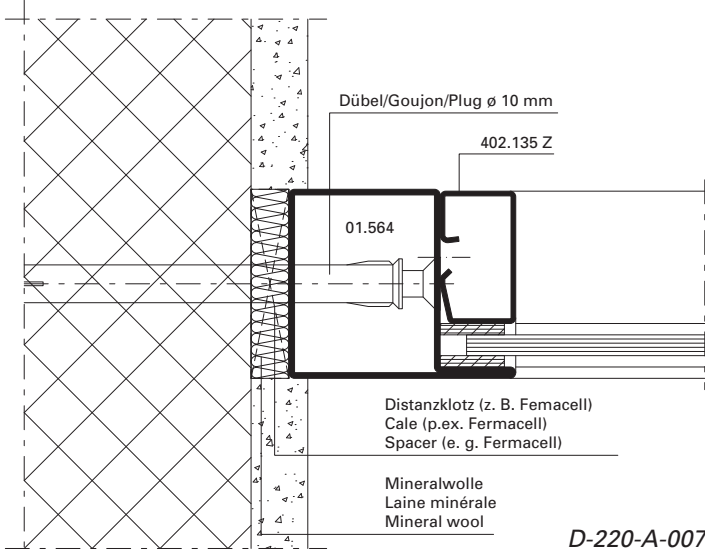 Dübel/Goujon/Plug ø 10 mm
402.135 Z
01.564
Distanzklotz (z. B. Femacell)
Cale (p.ex. Fermacell)
Spacer (e. g. Fermacell)
Mineralwolle
Laine minérale
Mineral wool
D-220-A-007